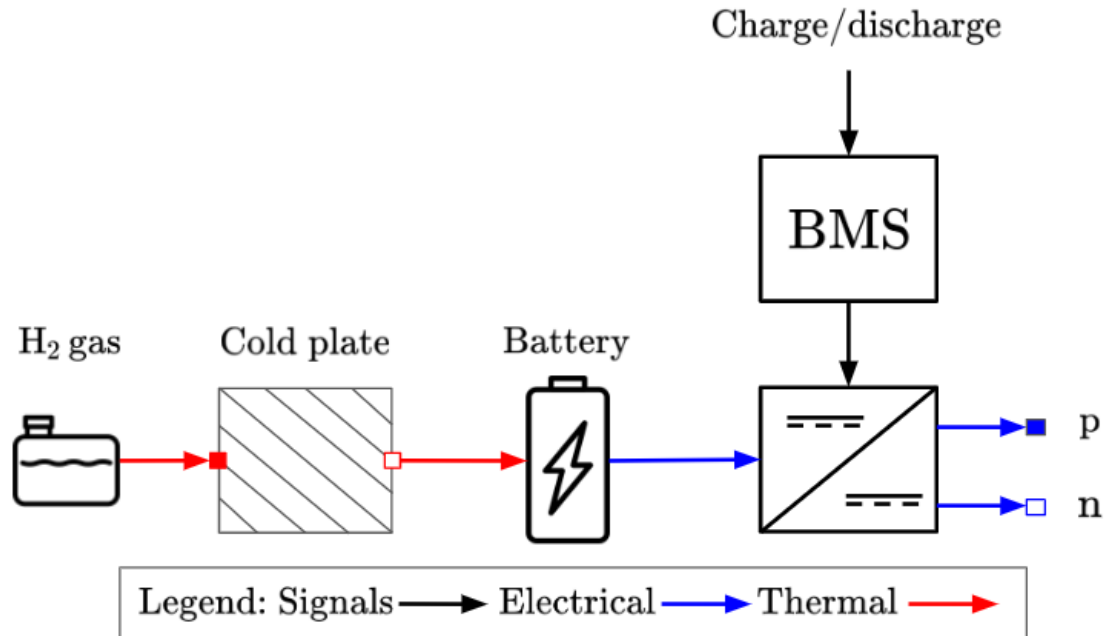 Charge/discharge
BMS
H₂ gas
Cold plate
Battery
p
n
Legend: Signals Electrical Thermal